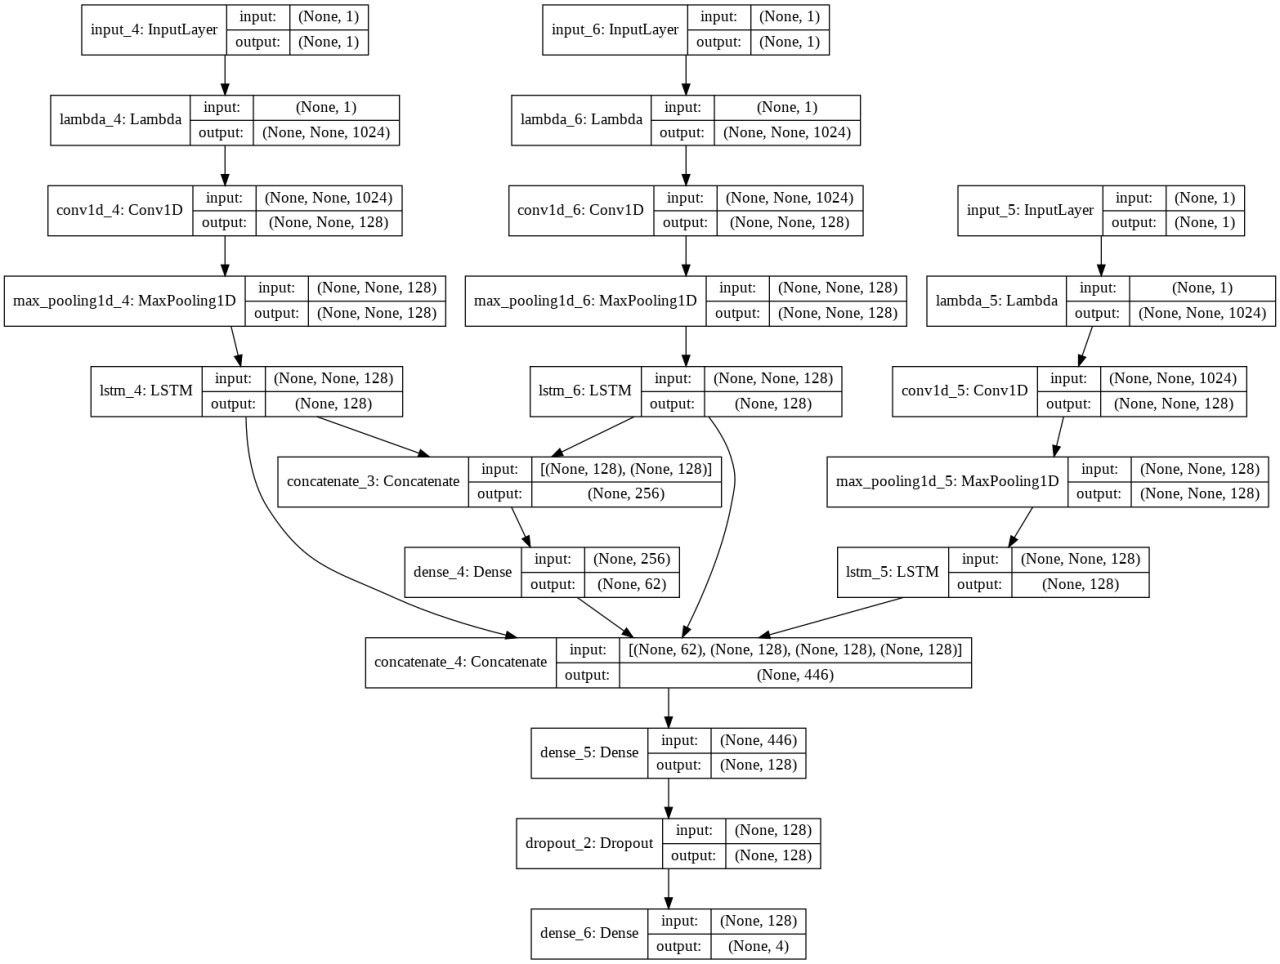 input_4: InputLayer
input: (None, 1)
output: (None, 1)
input_6: InputLayer
input: (None, 1)
output: (None, 1)
lambda_4: Lambda
input: (None, 1)
output: (None, None, 1024)
lambda_6: Lambda
input: (None, 1)
output: (None, None, 1024)
conv1d_4: Conv1D
input: (None, None, 1024)
output: (None, None, 128)
conv1d_6: Conv1D
input: (None, None, 1024)
output: (None, None, 128)
input_5: InputLayer
input: (None, 1)
output: (None, 1)
max_pooling1d_4: MaxPooling1D
input: (None, None, 128)
output: (None, None, 128)
max_pooling1d_6: MaxPooling1D
input: (None, None, 128)
output: (None, None, 128)
lambda_5: Lambda
input: (None, 1)
output: (None, None, 1024)
lstm_4: LSTM
input: (None, None, 128)
output: (None, 128)
lstm_6: LSTM
input: (None, None, 128)
output: (None, 128)
conv1d_5: Conv1D
input: (None, None, 1024)
output: (None, None, 128)
concatenate_3: Concatenate
input: [(None, 128), (None, 128)]
output: (None, 256)
max_pooling1d_5: MaxPooling1D
input: (None, None, 128)
output: (None, None, 128)
dense_4: Dense
input: (None, 256)
output: (None, 62)
lstm_5: LSTM
input: (None, None, 128)
output: (None, 128)
concatenate_4: Concatenate
input: [(None, 62), (None, 128), (None, 128), (None, 128)]
output: (None, 446)
dense_5: Dense
input: (None, 446)
output: (None, 128)
dropout_2: Dropout
input: (None, 128)
output: (None, 128)
dense_6: Dense
input: (None, 128)
output: (None, 4)